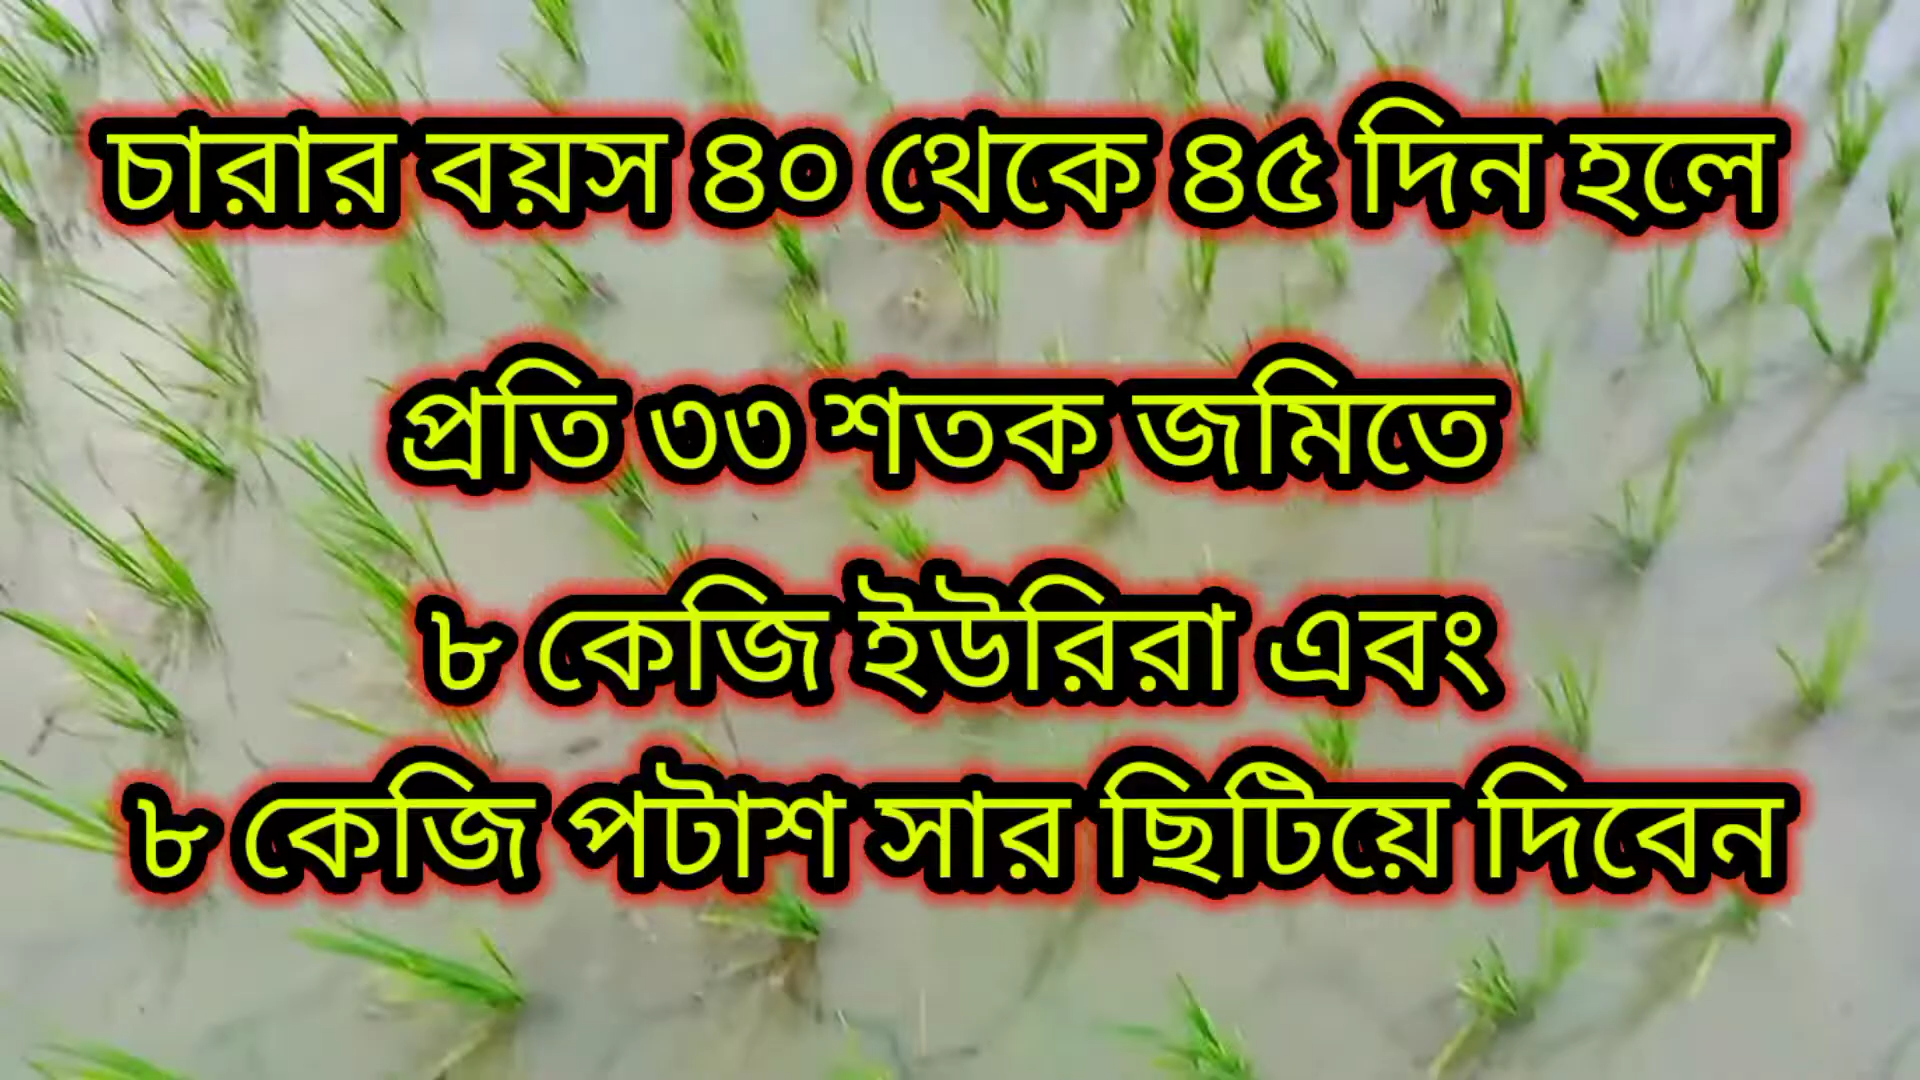 চারার বয়স ৪০ থেকে ৪৫ দিন হলে
প্রতি ৩৩ শতক জমিতে
৮ কেজি ইউরিরা এবং
৮ কেজি পটাশ সার ছিটিয়ে দিবেন